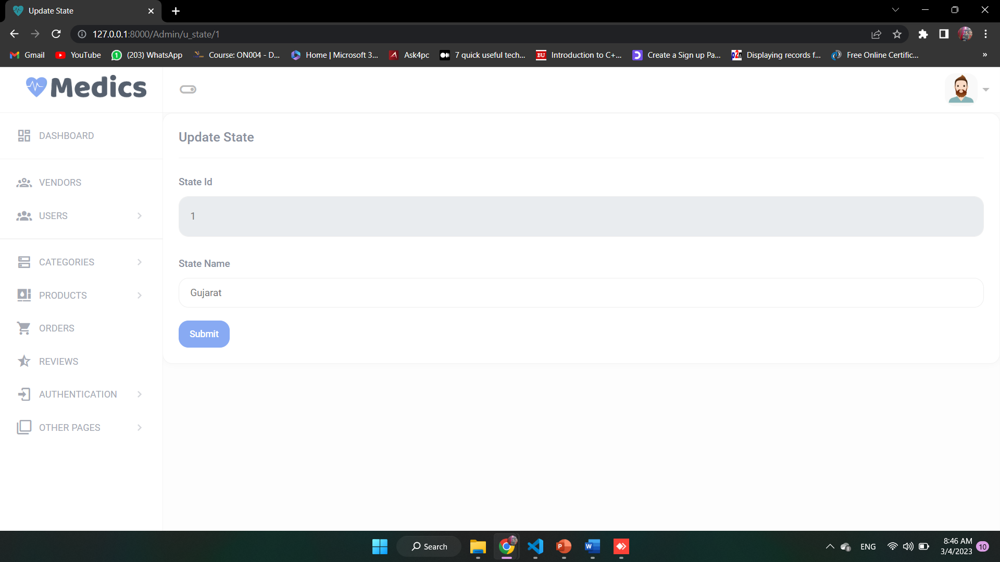 Update State
127.0.0.1:8000/Admin/u_state/1
Gmail
YouTube
(203) WhatsApp
Course: ON004 - D...
Home | Microsoft 3...
Ask4pc
7 quick useful tech...
BU
Introduction to C+...
Create a Sign up Pa...
p2n
Displaying records f...
Free Online Certific...
»
Medics
DASHBOARD
VENDORS
USERS
CATEGORIES
PRODUCTS
ORDERS
REVIEWS
AUTHENTICATION
OTHER PAGES
Update State
State Id
1
State Name
Gujarat
Submit
Search
ENG
8:46 AM
3/4/2023
10